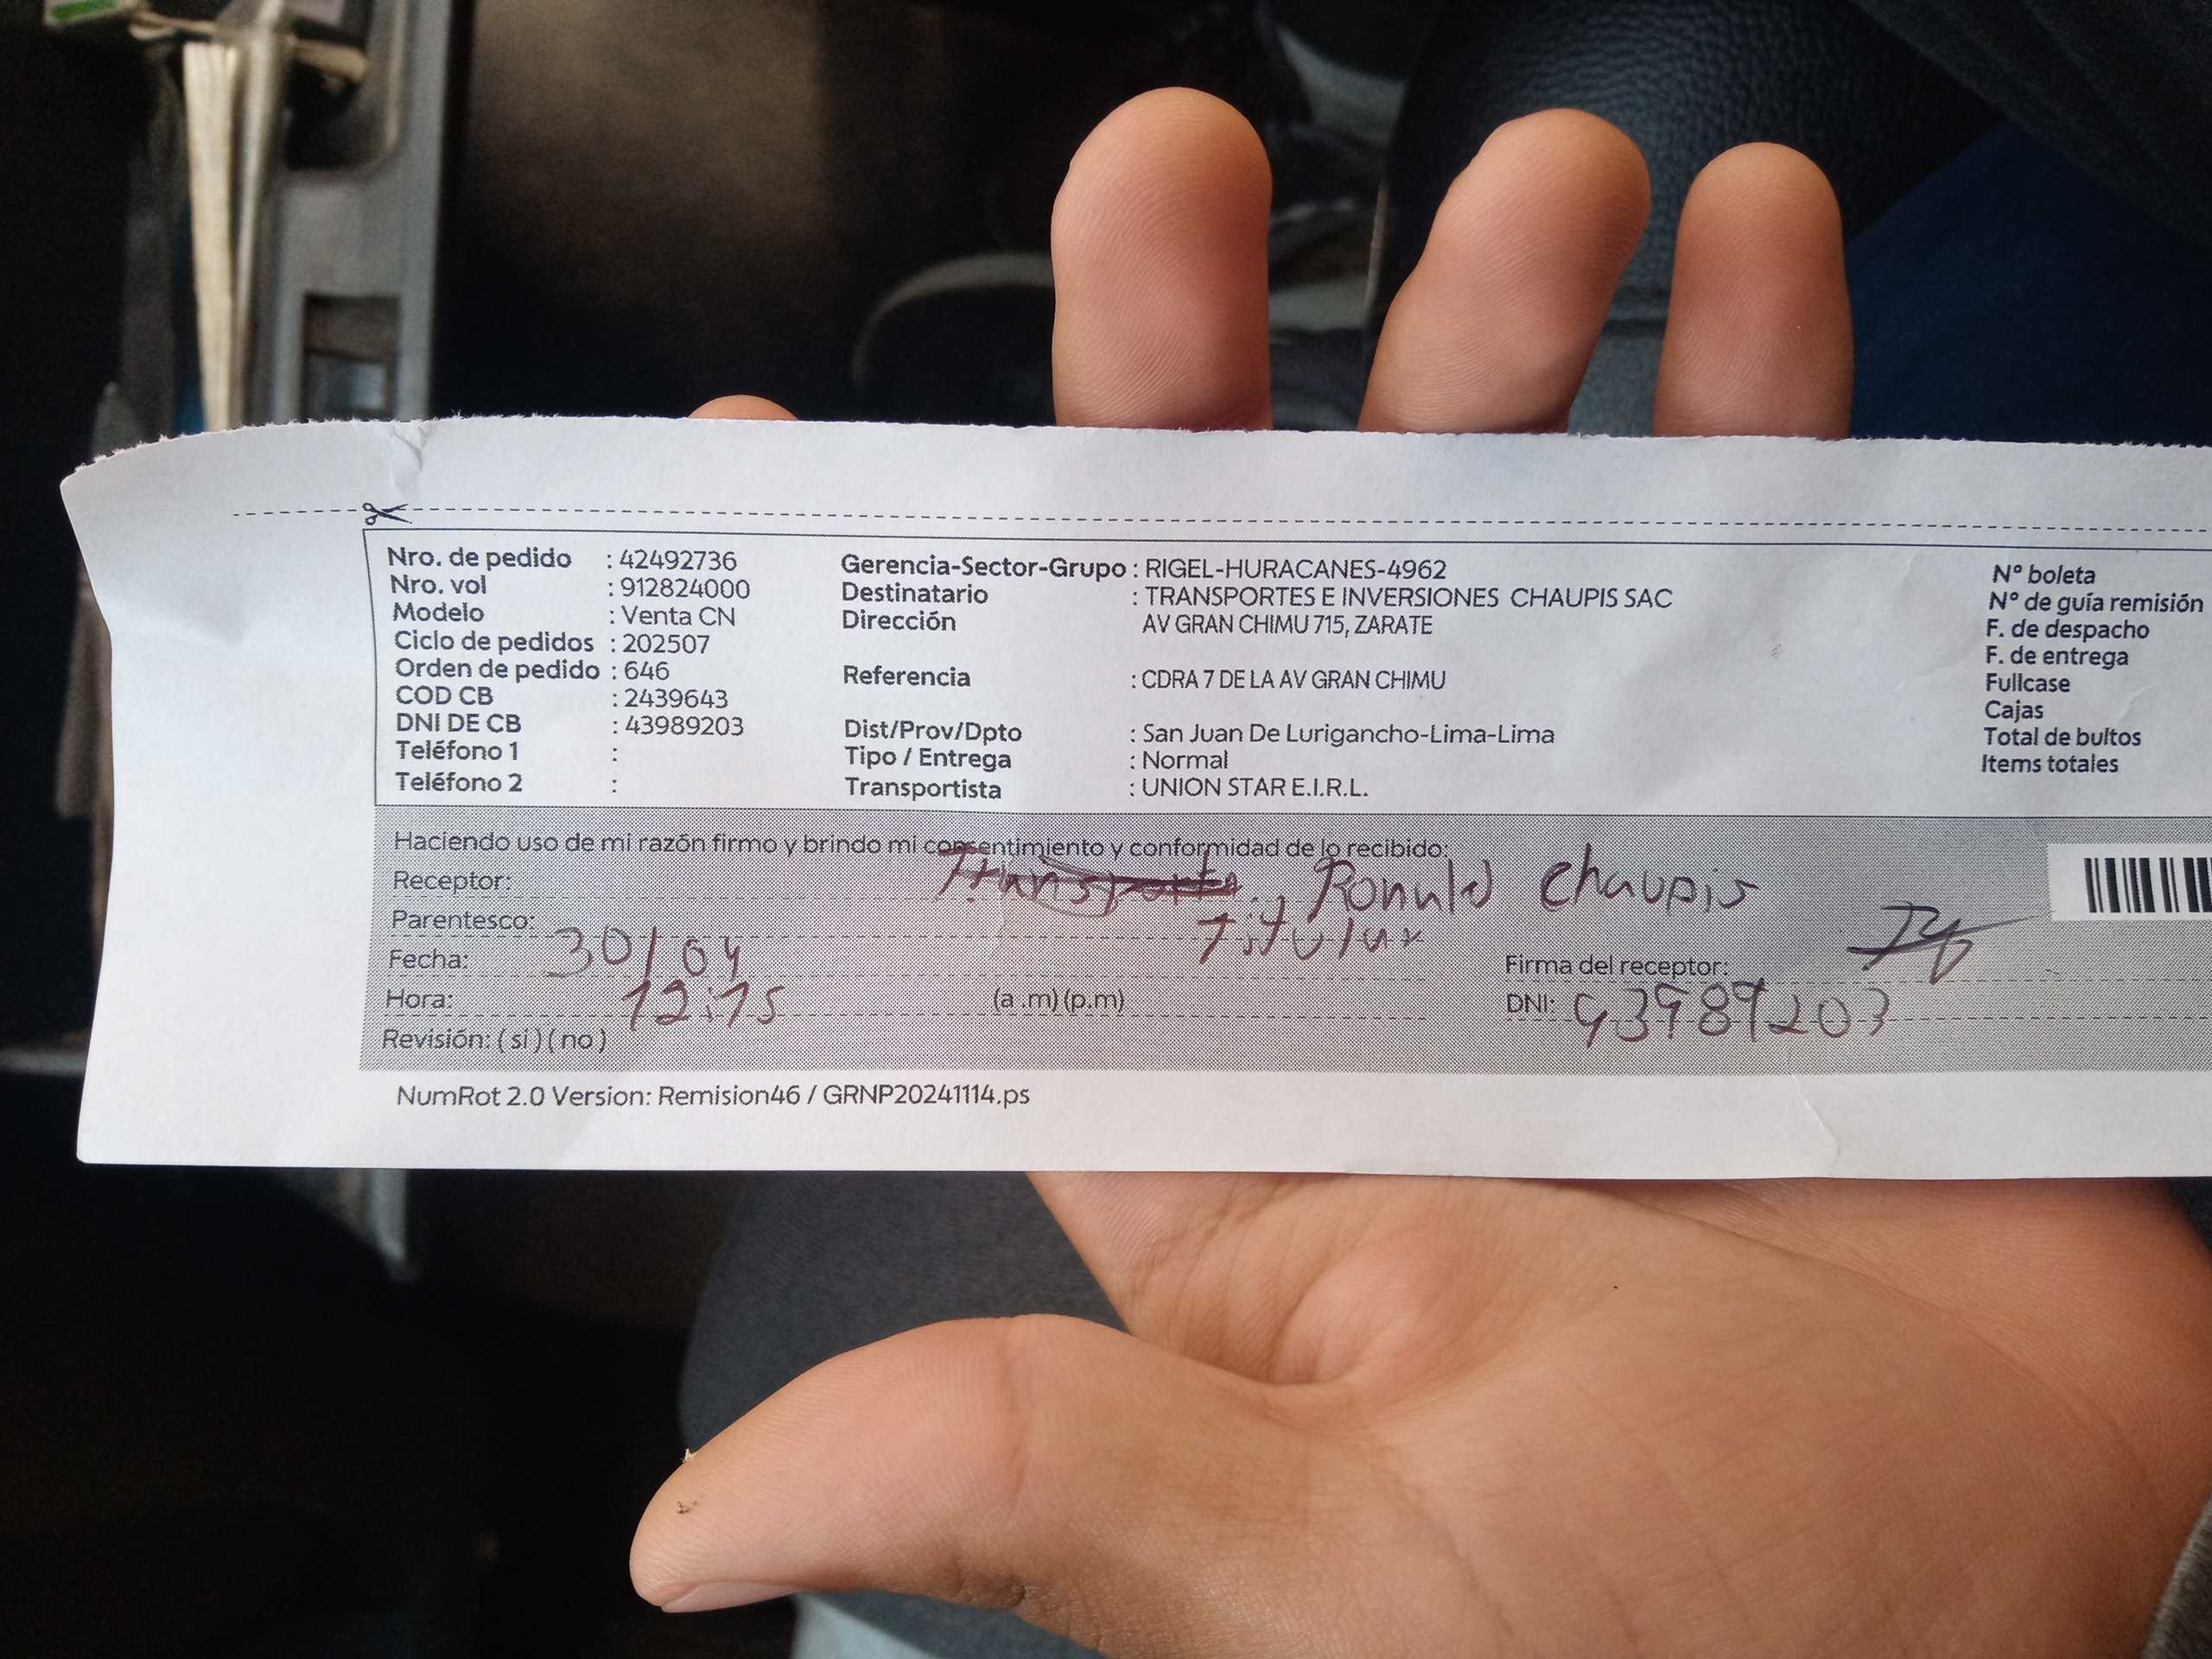 Nro. de pedido : 42492736
Nro. vol : 912824000
Modelo : Venta CN
Ciclo de pedidos : 202507
Orden de pedido : 646
COD CB : 2439643
DNI DE CB : 43989203
Teléfono 1 :
Teléfono 2 :
Gerencia-Sector-Grupo : RIGEL-HURACANES-4962
Destinatario : TRANSPORTES E INVERSIONES CHAUPIS SAC
Dirección AV GRAN CHIMU 715, ZARATE
Referencia : CDRA 7 DE LA AV GRAN CHIMU
Dist/Prov/Dpto : San Juan De Lurigancho-Lima-Lima
Tipo / Entrega : Normal
Transportista : UNION STAR E.I.R.L.
N° boleta
N° de guía remisión
F. de despacho
F. de entrega
Fullcase
Cajas
Total de bultos
Items totales
Haciendo uso de mi razón firmo y brindo mi consentimiento y conformidad de lo recibido:
Receptor: Ronald Chaupis
Parentesco: Titular
Fecha: 30/04
Firma del receptor:
Hora: 12:15 (a .m) (p.m)
DNI: 43989203
Revisión: ( si ) ( no )
NumRot 2.0 Version: Remision46 / GRNP20241114.ps